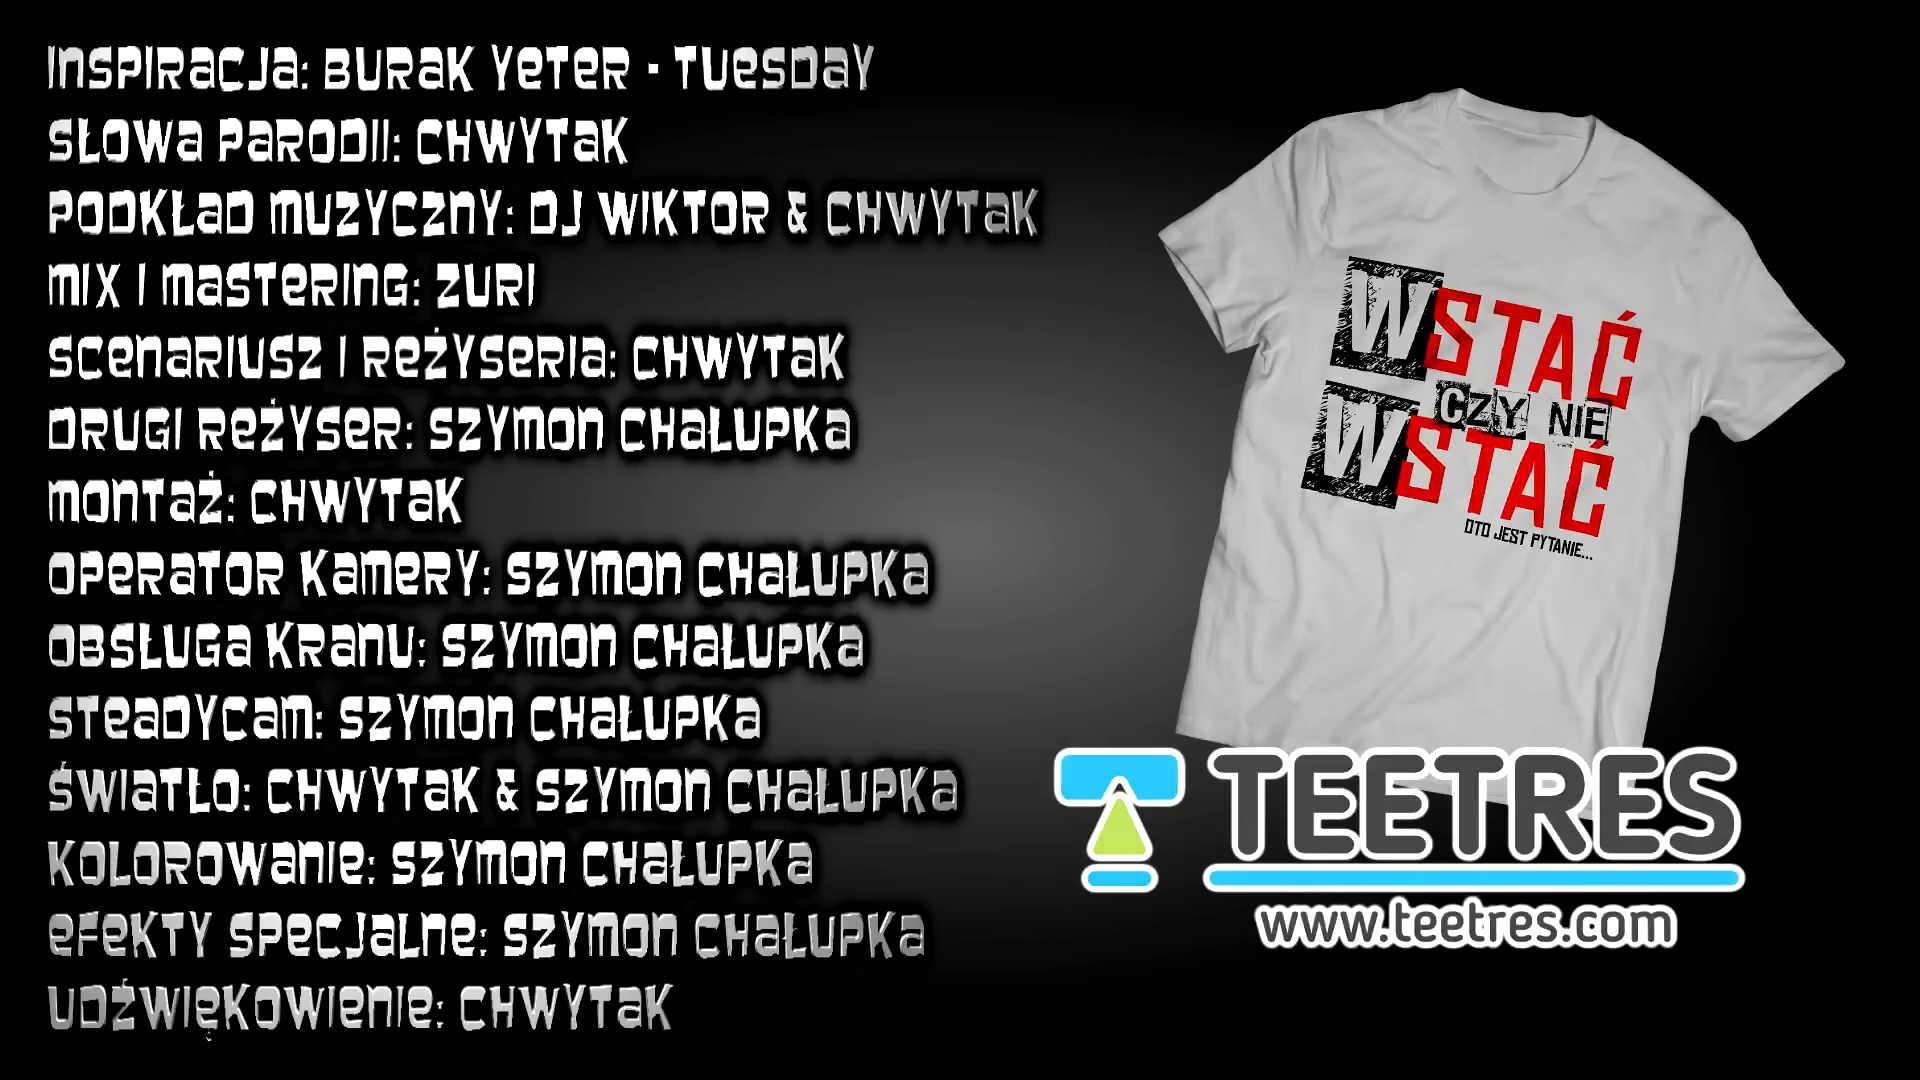 Inspiracja: Burak Yeter - Tuesday
Słowa parodii: Chwytak
Podkład muzyczny: DJ Wiktor & Chwytak
Mix i mastering: Zuri
Scenariusz i reżyseria: Chwytak
Drugi reżyser: Szymon Chałupka
Montaż: Chwytak
Operator kamery: Szymon Chałupka
Obsługa kranu: Szymon Chałupka
Steadycam: Szymon Chałupka
Światło: Chwytak & Szymon Chałupka
Kolorowanie: Szymon Chałupka
Efekty specjalne: Szymon Chałupka
Udźwiękowienie: Chwytak
WSTAĆ
CZY NIE
WSTAĆ
OTO JEST PYTANIE...
TEETRES
www.teetres.com